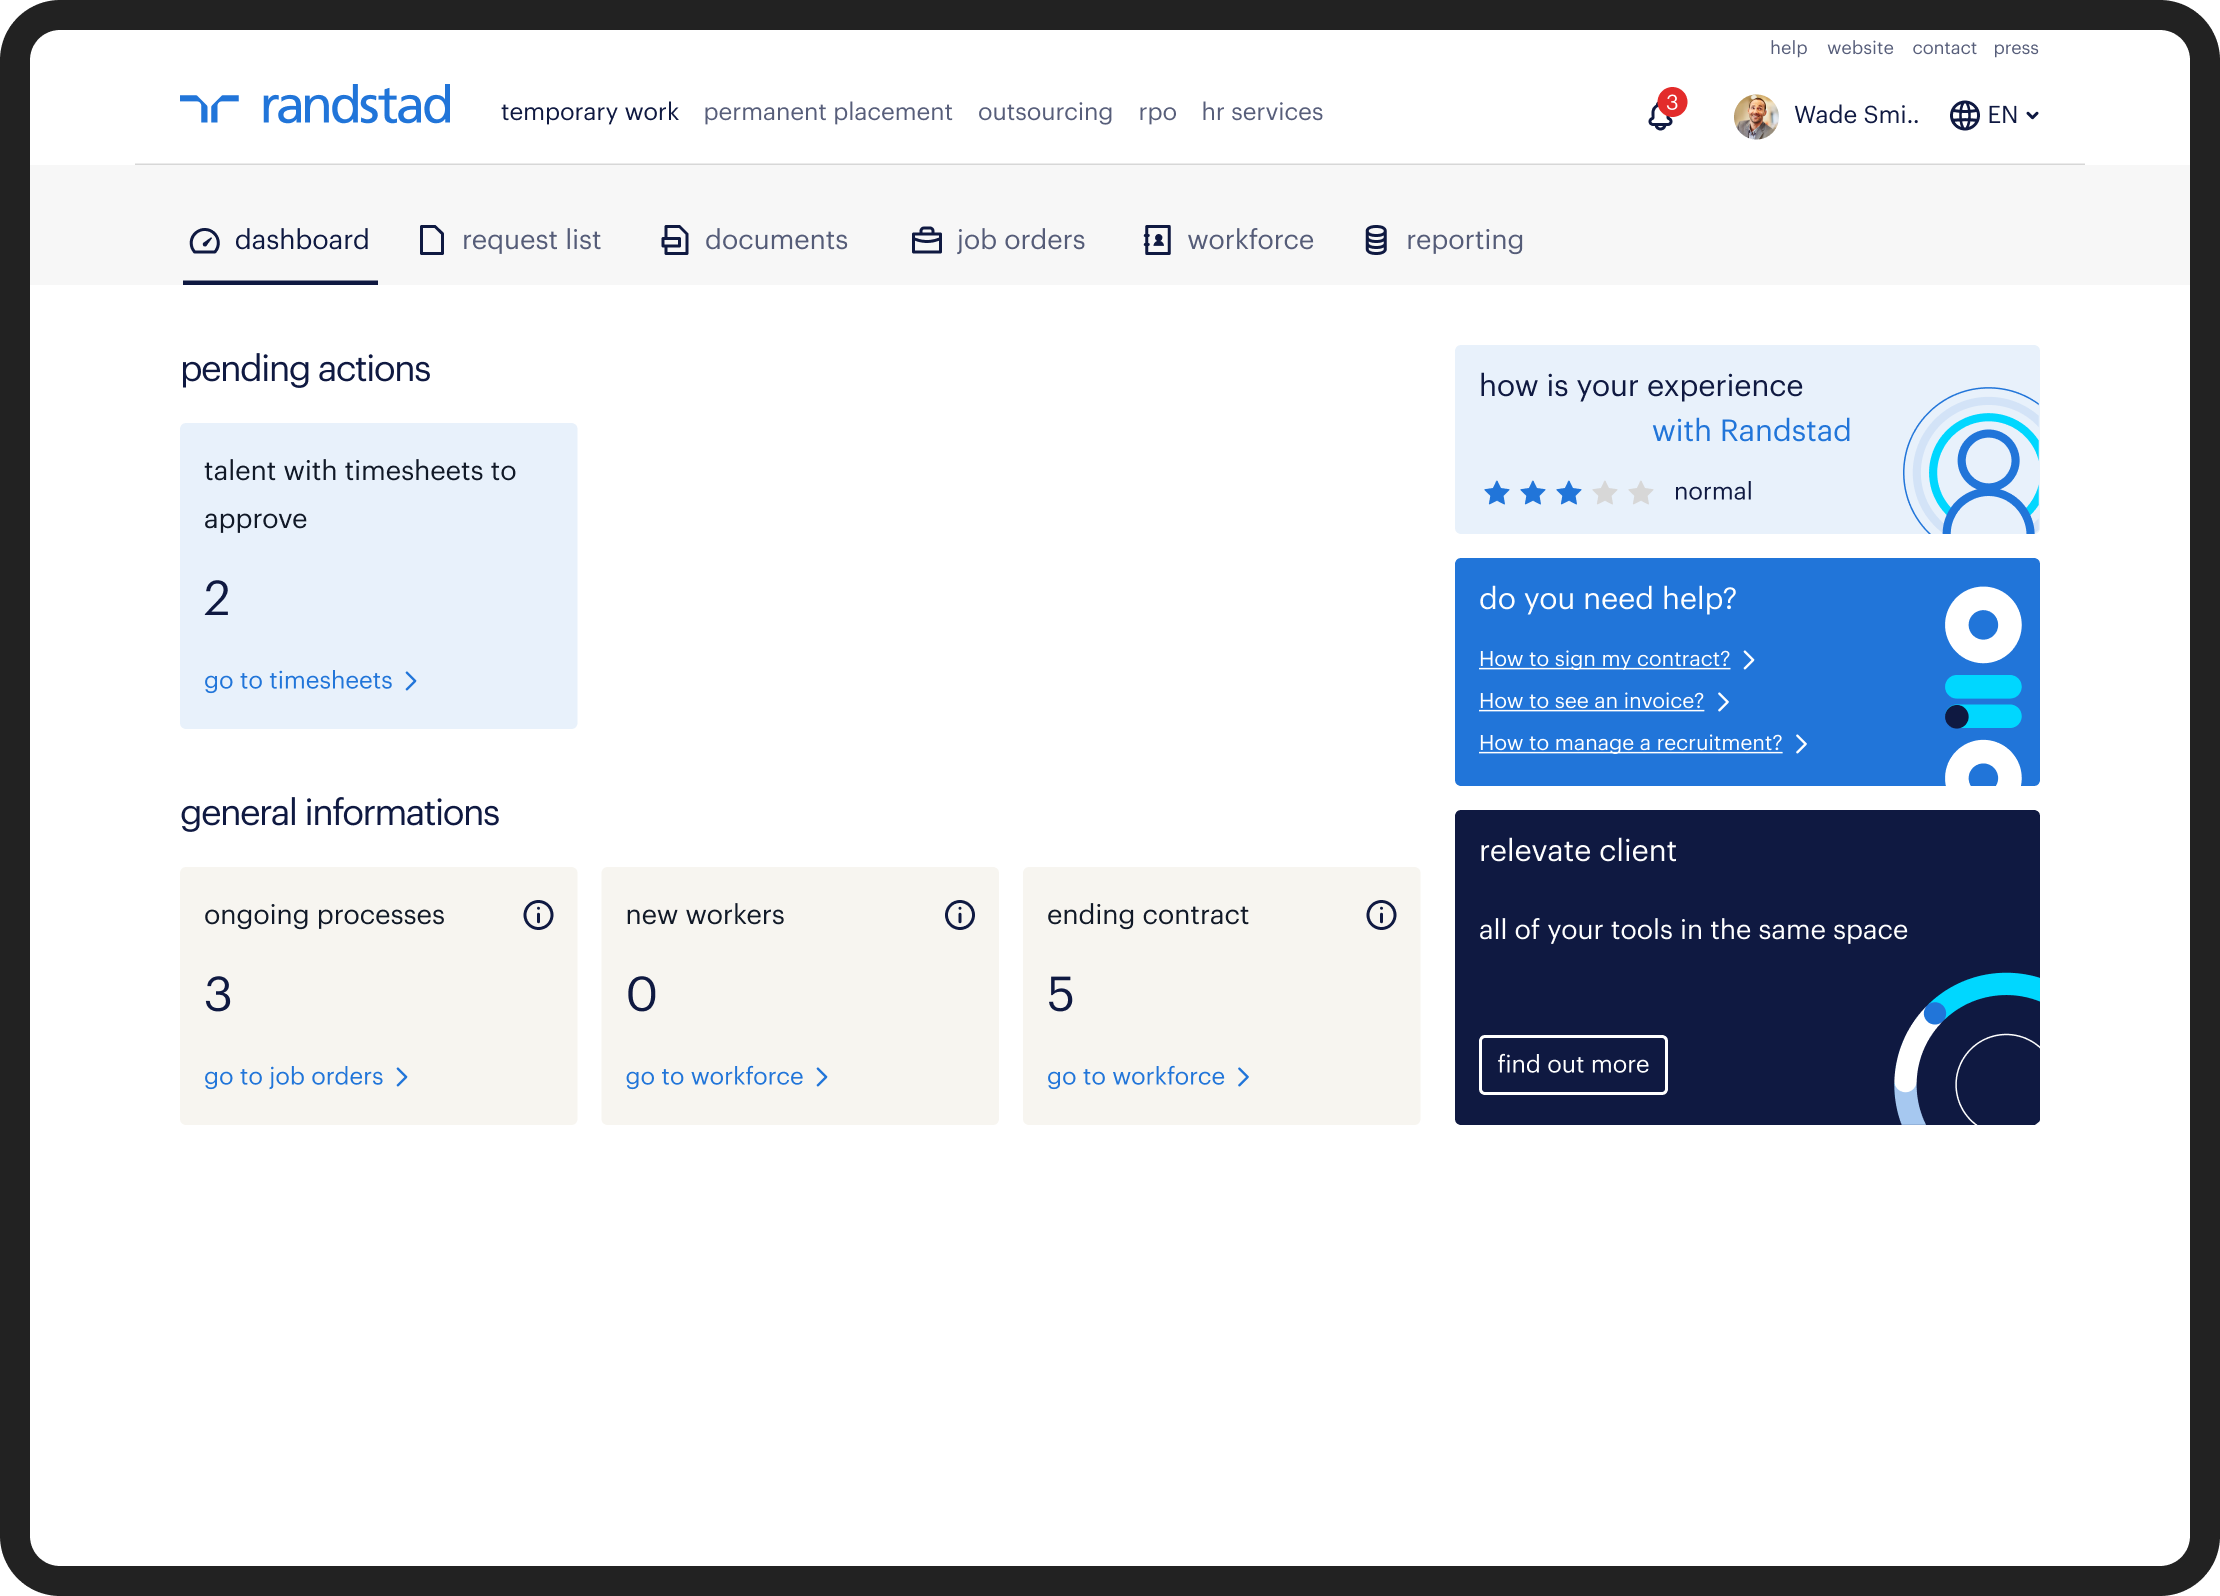 help website contact press
randstad temporary work permanent placement outsourcing rpo hr services 3 Wade Smi.. EN
dashboard request list documents job orders workforce reporting
pending actions
talent with timesheets to
approve
2
go to timesheets
general informations
ongoing processes
3
go to job orders
new workers
0
go to workforce
ending contract
5
go to workforce
how is your experience
with Randstad
normal
do you need help?
How to sign my contract?
How to see an invoice?
How to manage a recruitment?
relevate client
all of your tools in the same space
find out more